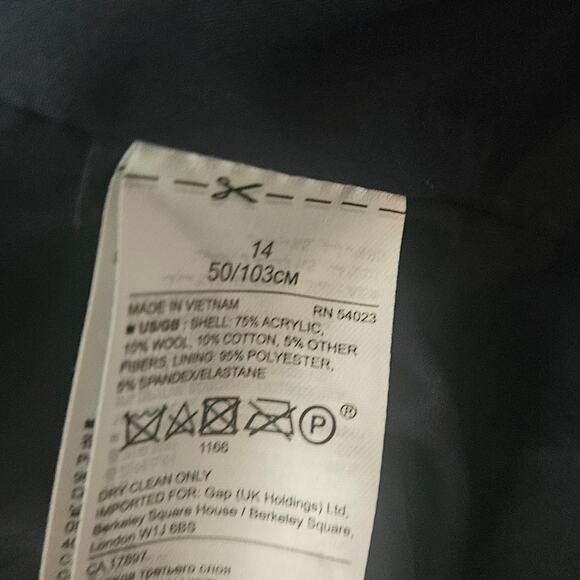 14
50/103CM
MADE IN VIETNAM RN 54023
■ US/GB : SHELL: 75% ACRYLIC,
10% WOOL, 10% COTTON, 5% OTHER
FIBERS, LINING: 95% POLYESTER,
5% SPANDEX/ELASTANE
P ®
1166
DRY CLEAN ONLY
IMPORTED FOR: Gap (UK Holdings) Ltd,
Berkeley Square House / Berkeley Square,
London W1J 6BS
CA 17897
третьего слоя